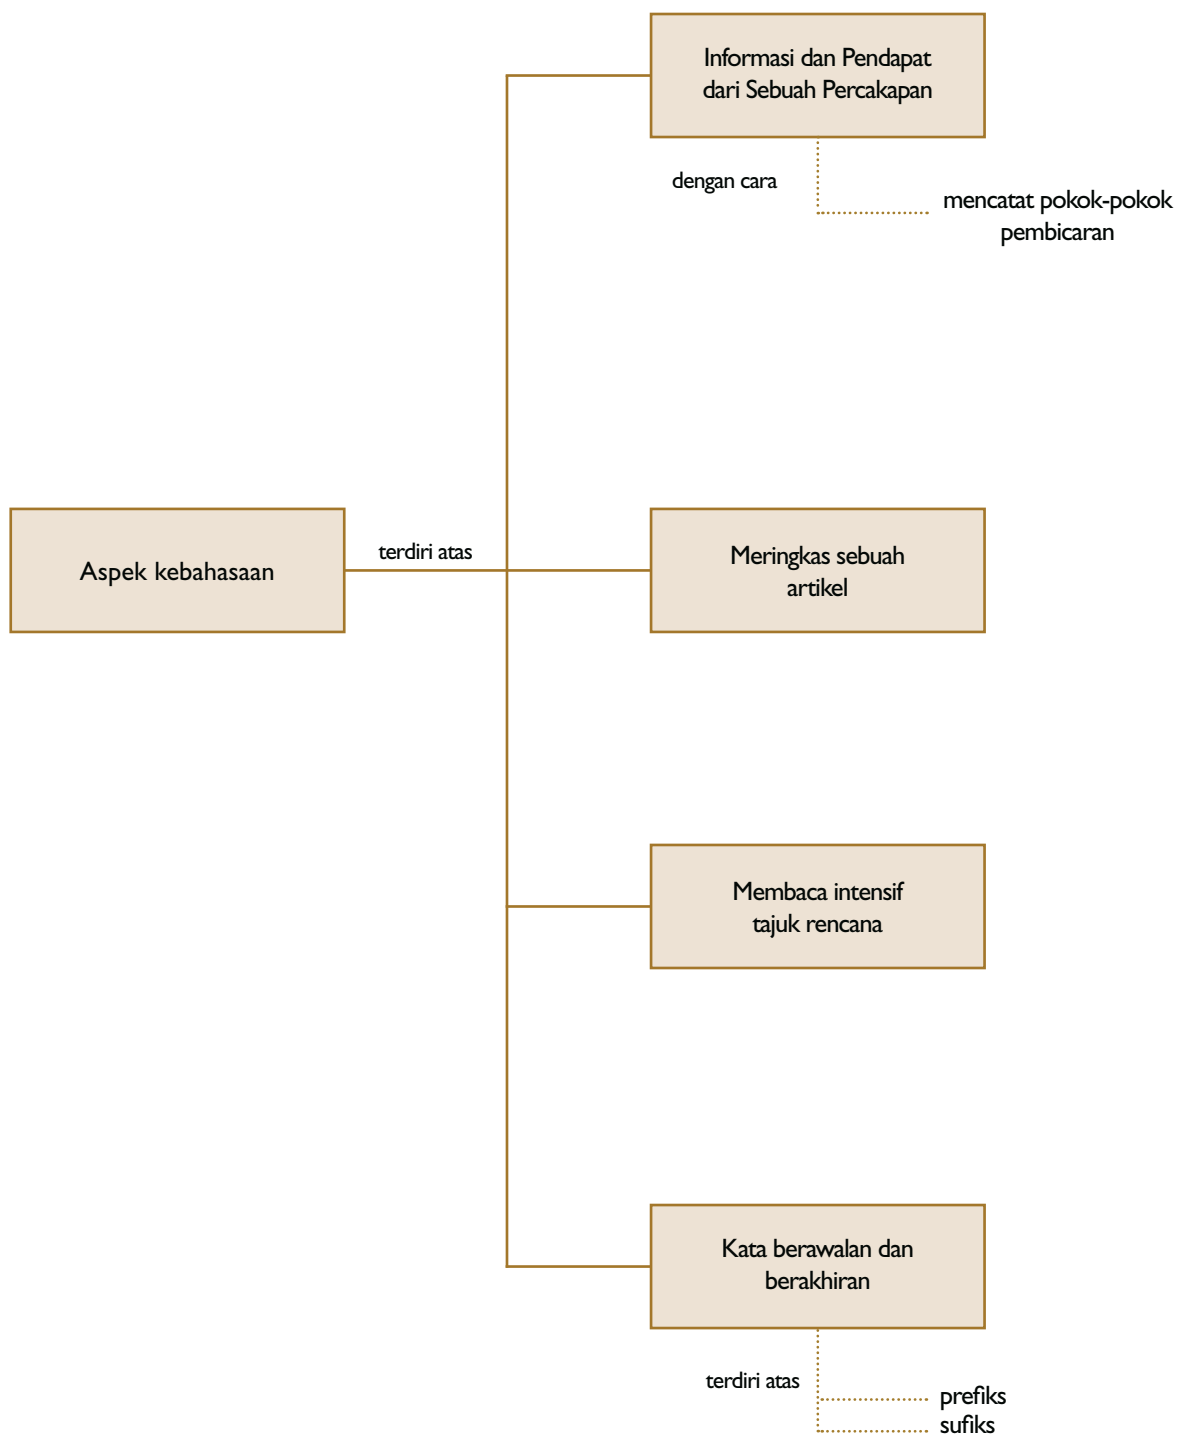 Informasi dan Pendapat
dari Sebuah Percakapan
dengan cara
mencatat pokok-pokok
pembicaran
Aspek kebahasaan
terdiri atas
Meringkas sebuah
artikel
Membaca intensif
tajuk rencana
Kata berawalan dan
berakhiran
terdiri atas
prefiks
sufiks